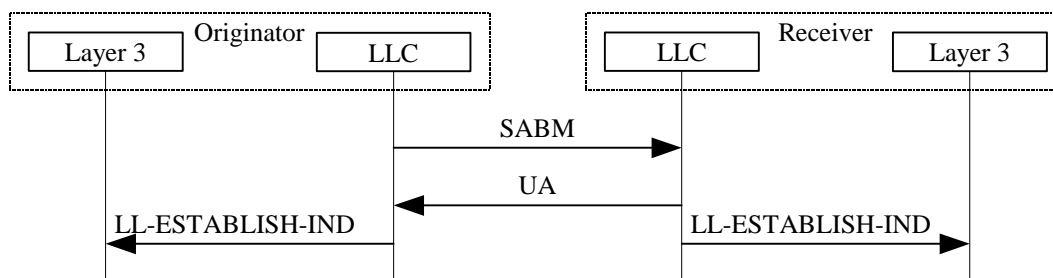 Originator
Receiver
Layer 3
LLC
LLC
Layer 3
SABM
UA
LL-ESTABLISH-IND
LL-ESTABLISH-IND